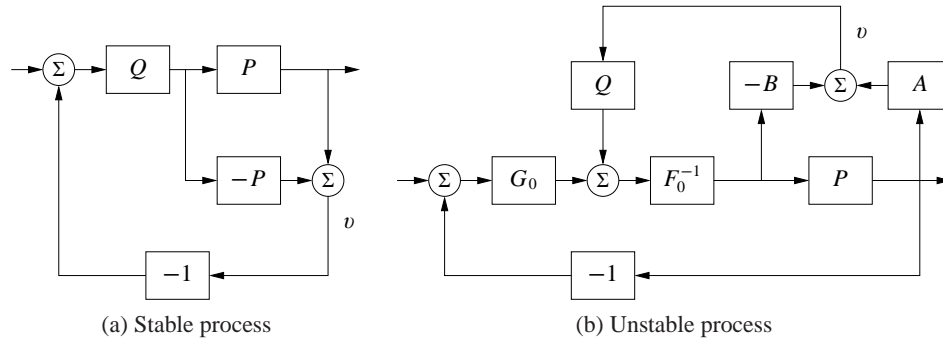 Σ Q P
-P Σ
υ
-1
(a) Stable process
υ
Q -B Σ A
Σ G₀ Σ F₀⁻¹ P
-1
(b) Unstable process